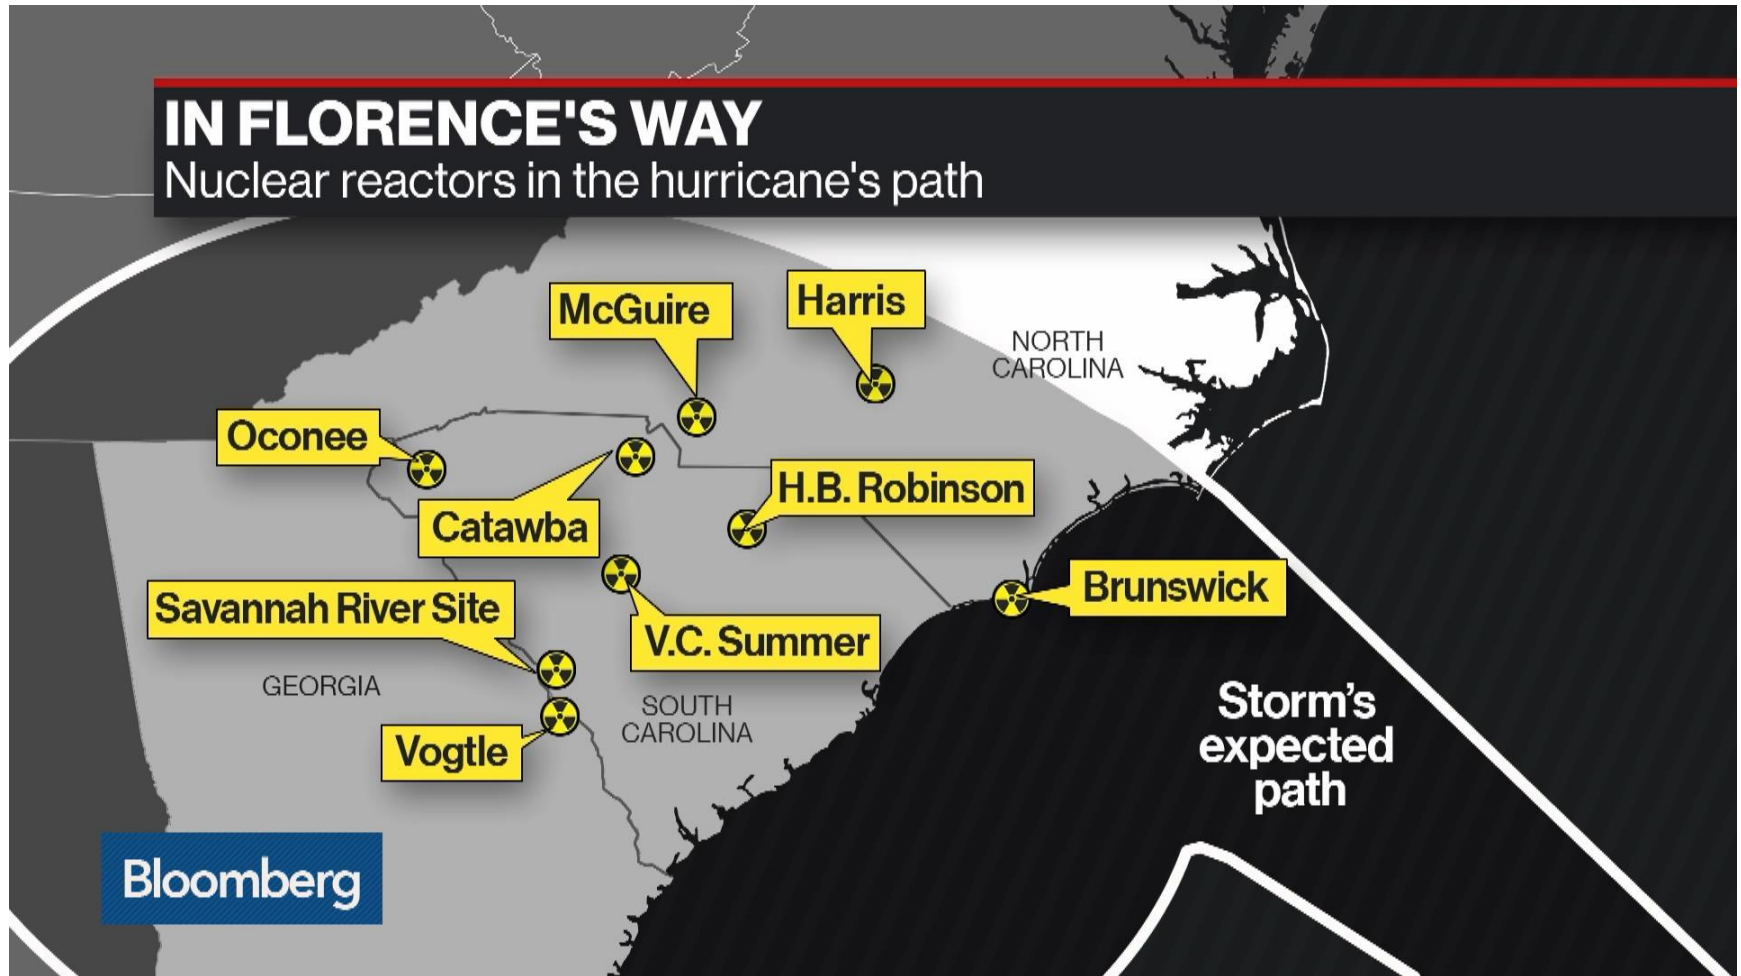 IN FLORENCE'S WAY
Nuclear reactors in the hurricane's path
McGuire
Harris
NORTH
CAROLINA
Oconee
Catawba
H.B. Robinson
Savannah River Site
V.C. Summer
Brunswick
GEORGIA
SOUTH
CAROLINA
Vogtle
Storm's
expected
path
Bloomberg